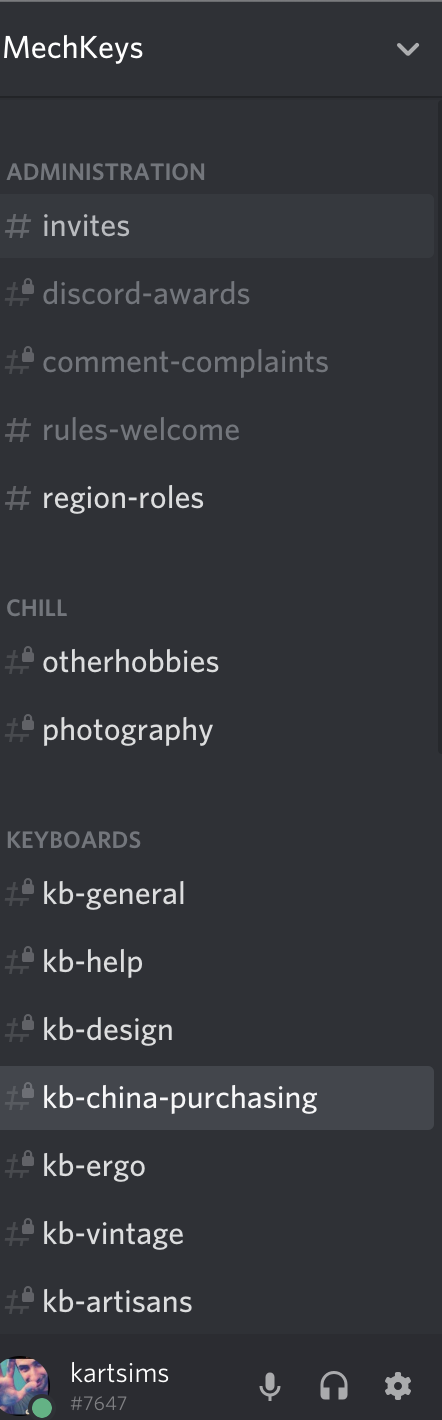 MechKeys
ADMINISTRATION
# invites
# discord-awards
# comment-complaints
# rules-welcome
# region-roles
CHILL
# otherhobbies
# photography
KEYBOARDS
# kb-general
# kb-help
# kb-design
# kb-china-purchasing
# kb-ergo
# kb-vintage
# kb-artisans
kartsims
#7647